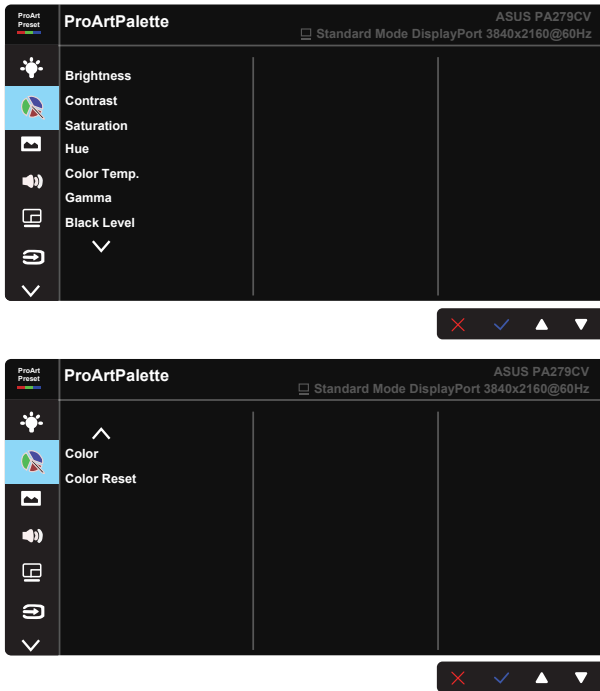 ProArt
Preset
ProArtPalette
ASUS PA279CV
Standard Mode DisplayPort 3840x2160@60Hz
Brightness
Contrast
Saturation
Hue
Color Temp.
Gamma
Black Level
ProArt
Preset
ProArtPalette
ASUS PA279CV
Standard Mode DisplayPort 3840x2160@60Hz
Color
Color Reset